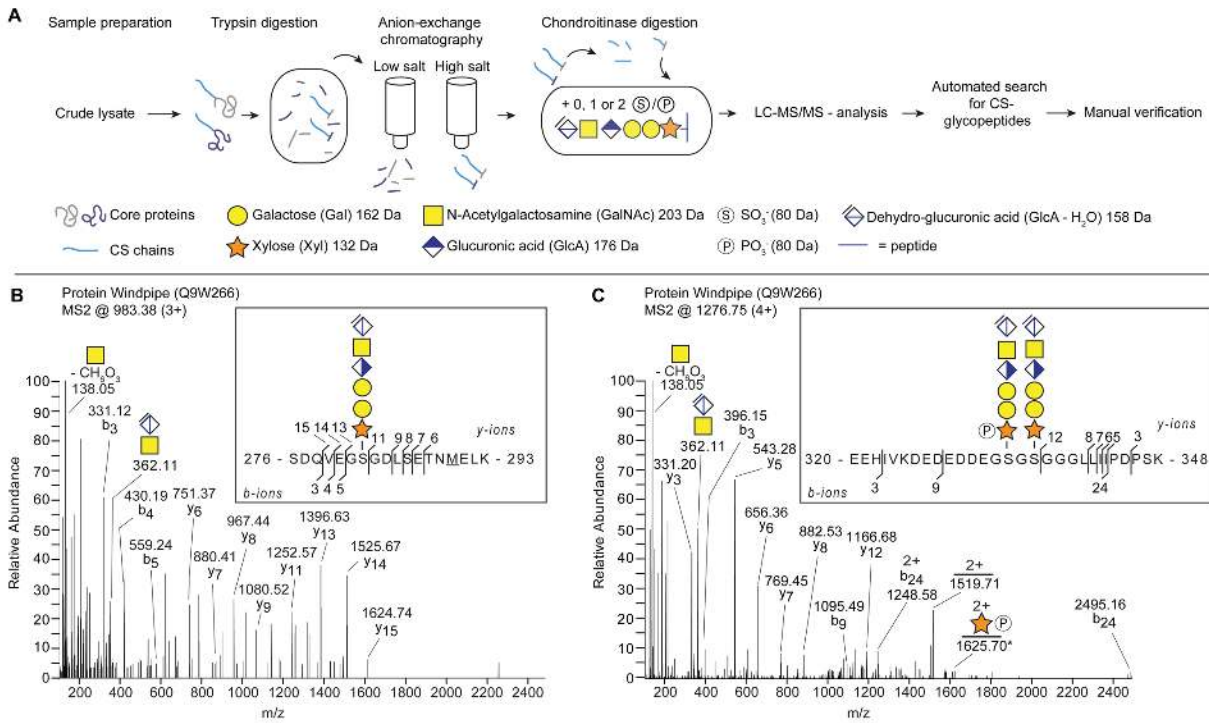 A
Sample preparation
Trypsin digestion
Anion-exchange
chromatography
Low salt
High salt
Chondroitinase digestion
Crude lysate
+ 0, 1 or 2 S / P
LC-MS/MS - analysis
Automated search
for CS-
glycopeptides
Manual verification
Core proteins
Galactose (Gal) 162 Da
N-Acetylgalactosamine (GalNAc) 203 Da
S SO3- (80 Da)
Dehydro-glucuronic acid (GlcA - H2O) 158 Da
CS chains
Xylose (Xyl) 132 Da
Glucuronic acid (GlcA) 176 Da
P PO3- (80 Da)
= peptide
B
Protein Windpipe (Q9W266)
MS2 @ 983.38 (3+)
- CH6O3
138.05
331.12
b3
362.11
430.19
b4
559.24
b5
751.37
y6
880.41
y7
967.44
y8
1080.52
y9
1252.57
y11
1396.63
y13
1525.67
y14
1624.74
y15
15 14 13 11 9 8 7 6
y-ions
276 - SDQVEGSGDLSETNMELK - 293
3 4 5
b-ions
Relative Abundance
100
90
80
70
60
50
40
30
20
10
0
200 400 600 800 1000 1200 1400 1600 1800 2000 2200 2400
m/z
C
Protein Windpipe (Q9W266)
MS2 @ 1276.75 (4+)
- CH6O3
138.05
331.20
y3
362.11
396.15
b3
543.28
y5
656.36
y6
769.45
y7
882.53
y8
1095.49
b9
1166.68
y12
2+
b24
1248.58
2+
1519.71
2+
P
1625.70*
2495.16
b24
P
y-ions
12 8 7 6 5 3
320 - EEHIVKDEDEDDEGSGSGGGLLIIPDPSK - 348
3 9 24
b-ions
Relative Abundance
100
90
80
70
60
50
40
30
20
10
0
200 400 600 800 1000 1200 1400 1600 1800 2000 2200 2400
m/z